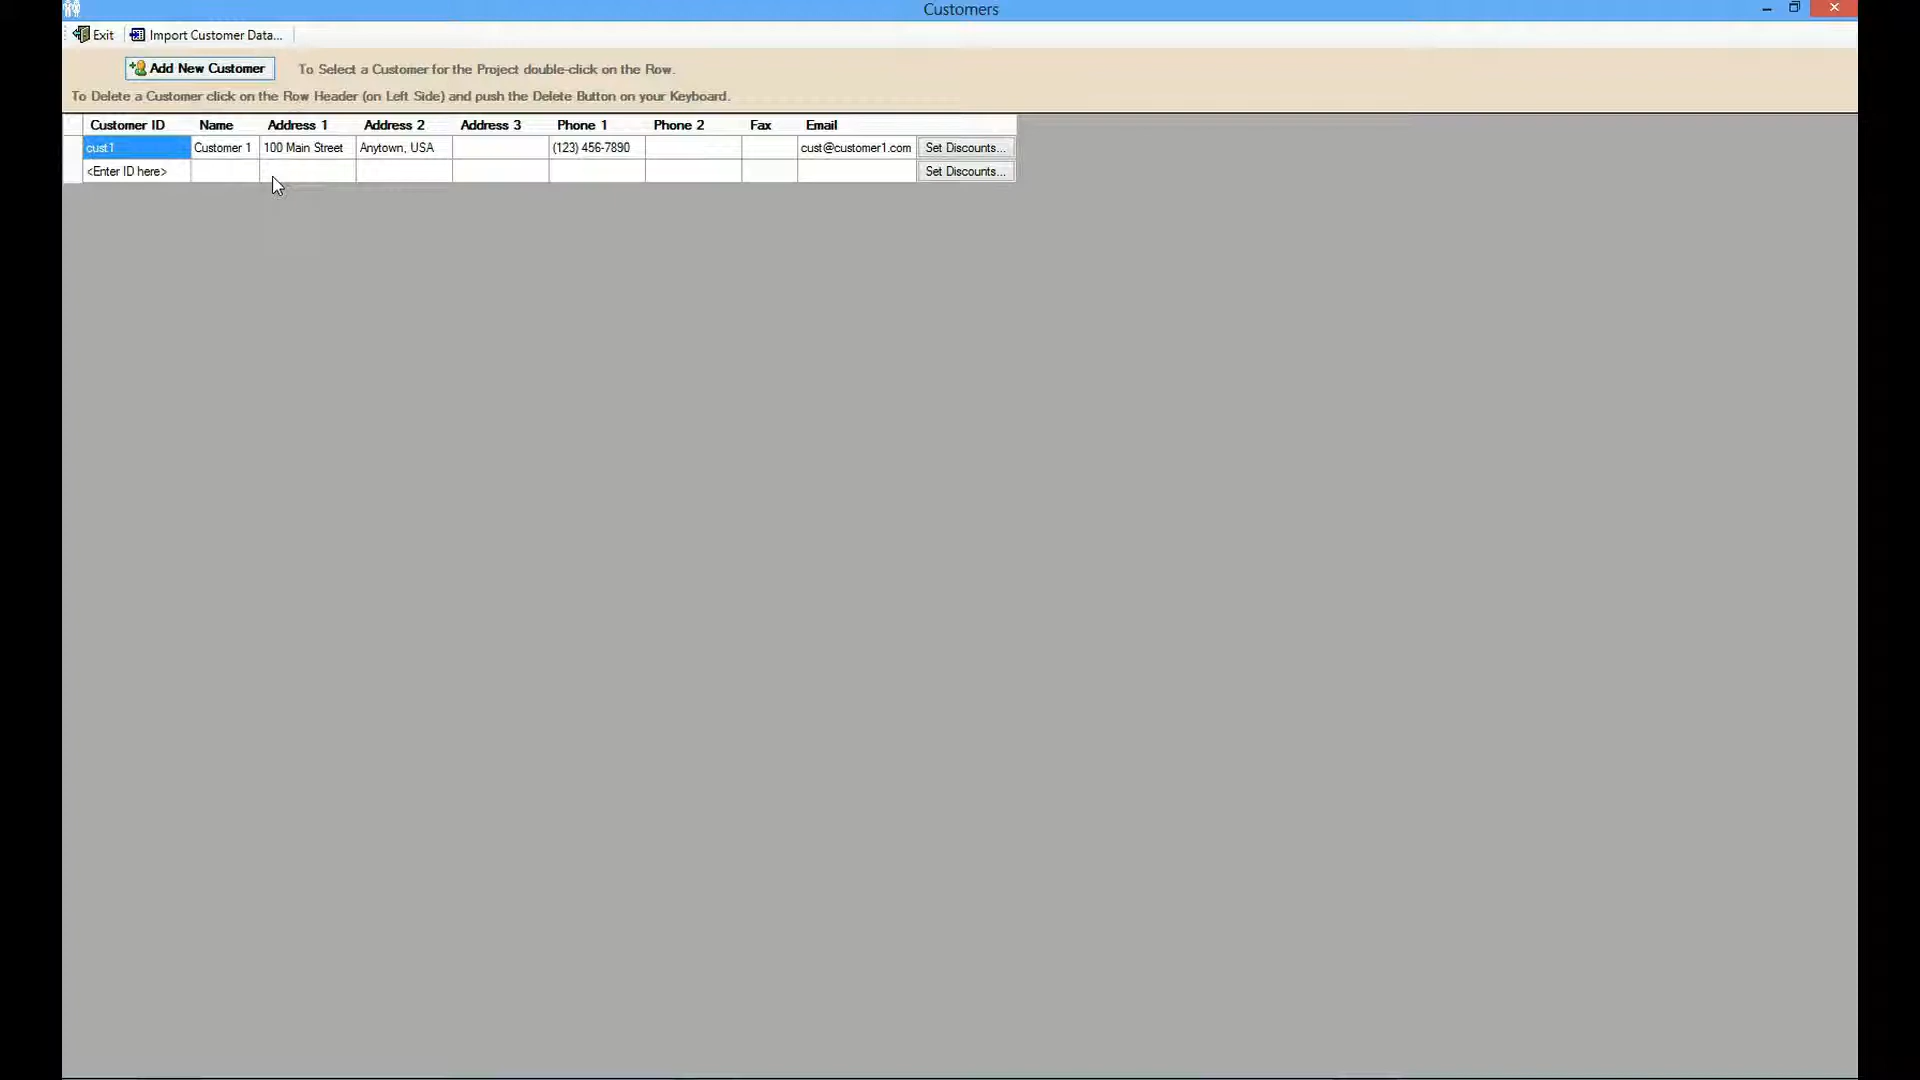 Customers
Exit Import Customer Data...
Add New Customer To Select a Customer for the Project double-click on the Row.
To Delete a Customer click on the Row Header (on Left Side) and push the Delete Button on your Keyboard.
Customer ID Name Address 1 Address 2 Address 3 Phone 1 Phone 2 Fax Email
cust1 Customer 1 100 Main Street Anytown, USA (123) 456-7890 cust@customer1.com Set Discounts...
<Enter ID here> Set Discounts...